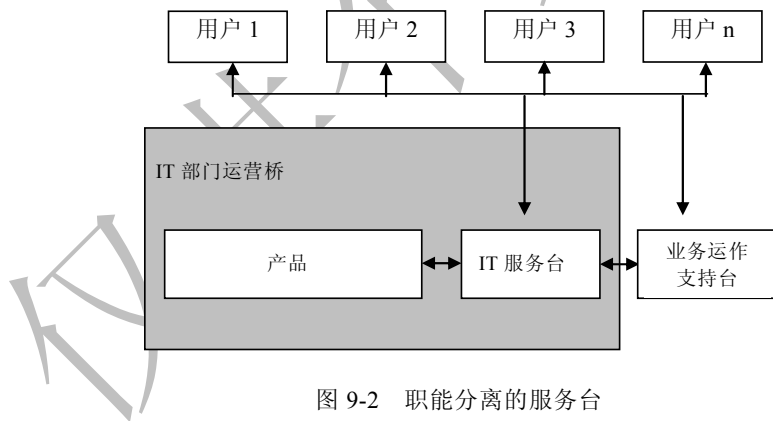 用户 1
用户 2
用户 3
用户 n
IT 部门运营桥
产品
IT 服务台
业务运作
支持台
图 9-2 职能分离的服务台